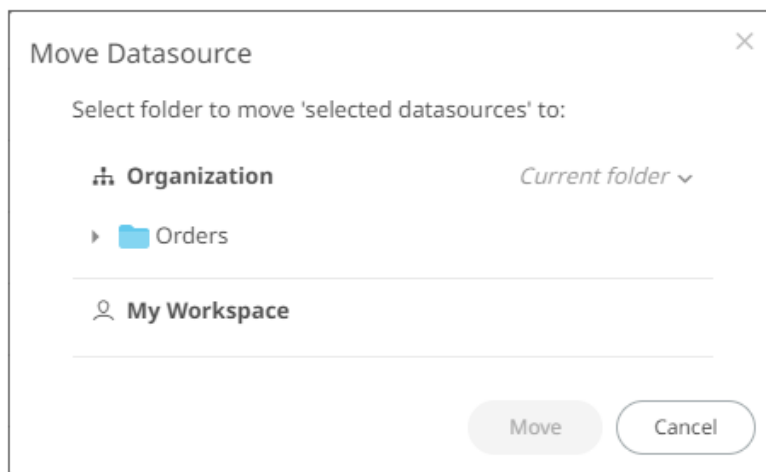 Move Datasource
Select folder to move 'selected datasources' to:
Organization Current folder
Orders
My Workspace
Move Cancel